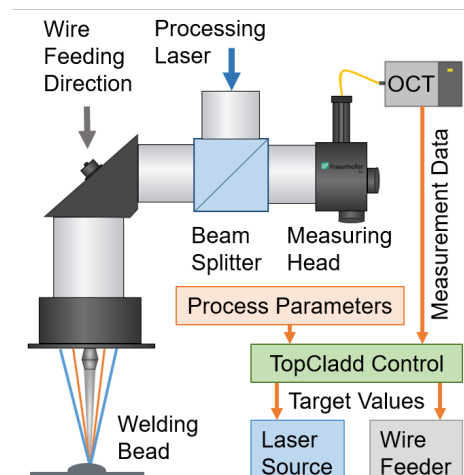 Wire
Feeding
Direction
Processing
Laser
OCT
Fraunhofer
Beam
Splitter
Measuring
Head
Measurement Data
Process Parameters
TopCladd Control
Target Values
Welding
Bead
Laser
Source
Wire
Feeder